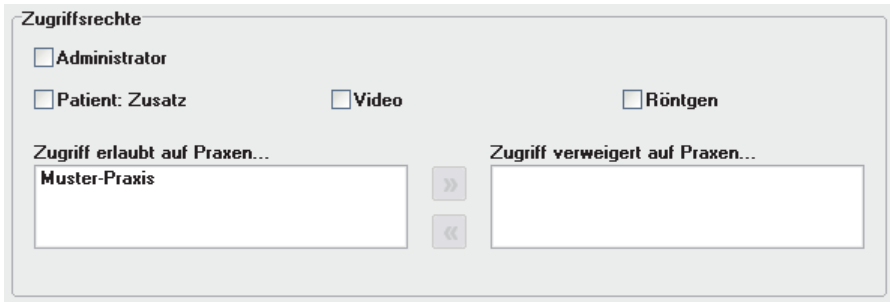 Zugriffsrechte
Administrator
Patient: Zusatz Video Röntgen
Zugriff erlaubt auf Praxen... Zugriff verweigert auf Praxen...
Muster-Praxis
»
«